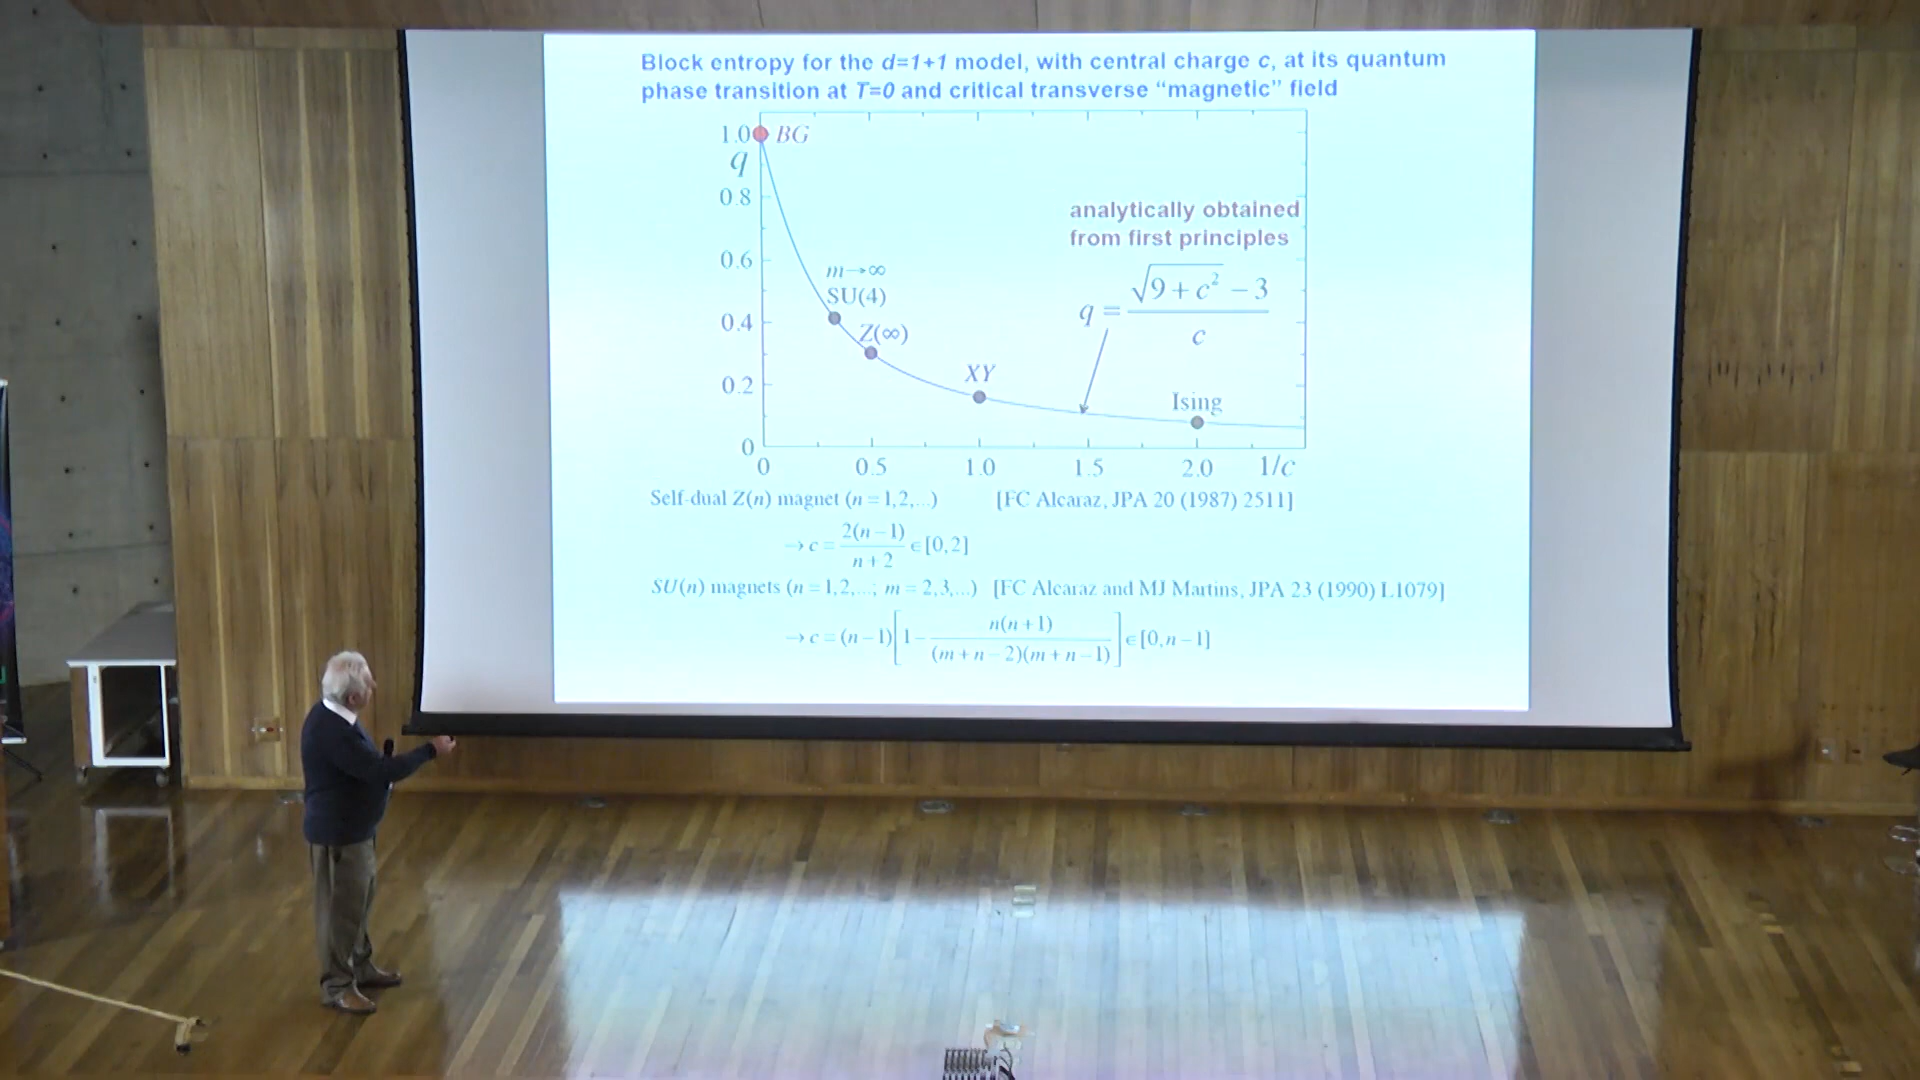 Block entropy for the d=1+1 model, with central charge c, at its quantum
phase transition at T=0 and critical transverse “magnetic” field
1.0 BG
q
0.8
analytically obtained
from first principles
0.6
m→∞
SU(4)
q = (√(9 + c²) − 3) / c
0.4
Z(∞)
XY
0.2
Ising
0
0 0.5 1.0 1.5 2.0 1/c
Self-dual Z(n) magnet (n = 1,2,...) [FC Alcaraz, JPA 20 (1987) 2511]
→ c = 2(n−1) / (n+2) ∈ [0,2]
SU(n) magnets (n = 1,2,...; m = 2,3,...) [FC Alcaraz and MJ Martins, JPA 23 (1990) L1079]
→ c = (n−1)[1 − n(n+1) / ((m+n−2)(m+n−1))] ∈ [0,n−1]